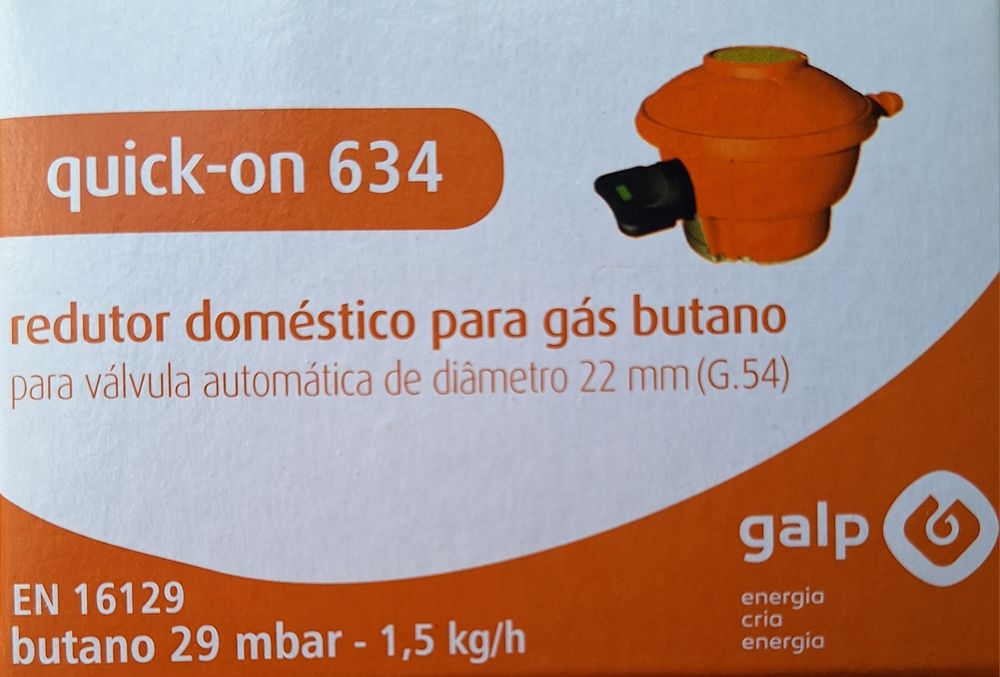 quick-on 634
redutor doméstico para gás butano
para válvula automática de diâmetro 22 mm (G.54)
galp
energia
cria
energia
EN 16129
butano 29 mbar - 1,5 kg/h